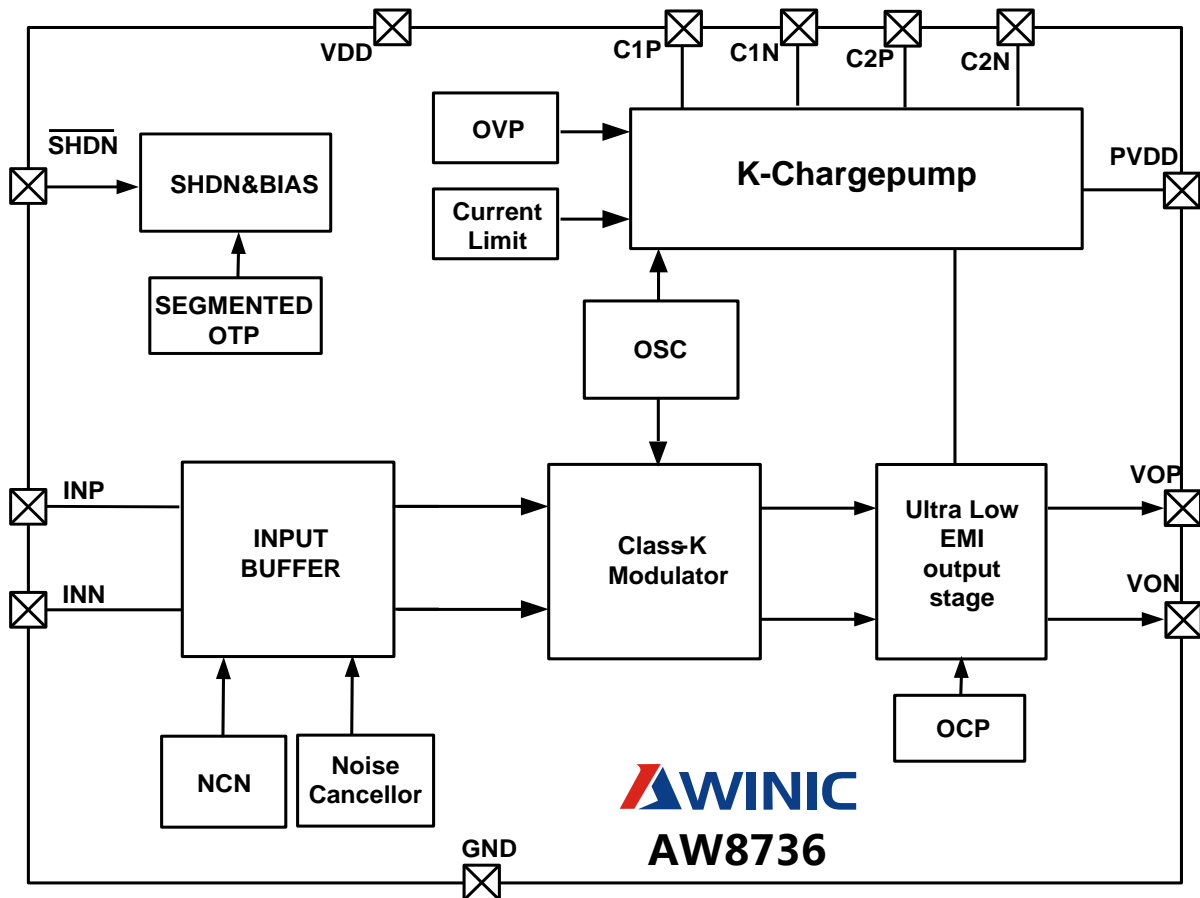 VDD
C1P
C1N
C2P
C2N
SHDN
SHDN&BIAS
OVP
K-Chargepump
PVDD
Current
Limit
SEGMENTED
OTP
OSC
INP
INN
INPUT
BUFFER
Class-K
Modulator
Ultra Low
EMI
output
stage
VOP
VON
NCN
Noise
Cancellor
OCP
AWINIC
AW8736
GND